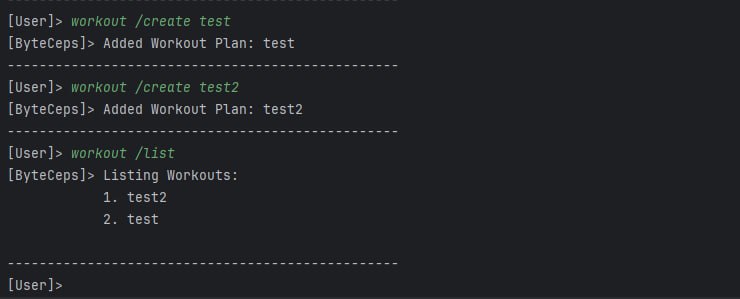 -------------------------------------------------
[User]> workout /create test
[ByteCeps]> Added Workout Plan: test
-------------------------------------------------
[User]> workout /create test2
[ByteCeps]> Added Workout Plan: test2
-------------------------------------------------
[User]> workout /list
[ByteCeps]> Listing Workouts:
            1. test2
            2. test

-------------------------------------------------
[User]>